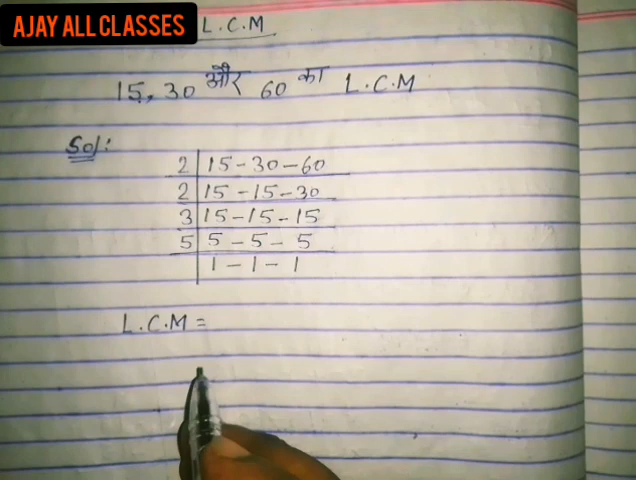 AJAY ALL CLASSES L.C.M
15, 30 और 60 का L.C.M
Sol:
2 15 - 30 - 60
2 15 - 15 - 30
3 15 - 15 - 15
5 5 - 5 - 5
1 - 1 - 1
L.C.M =